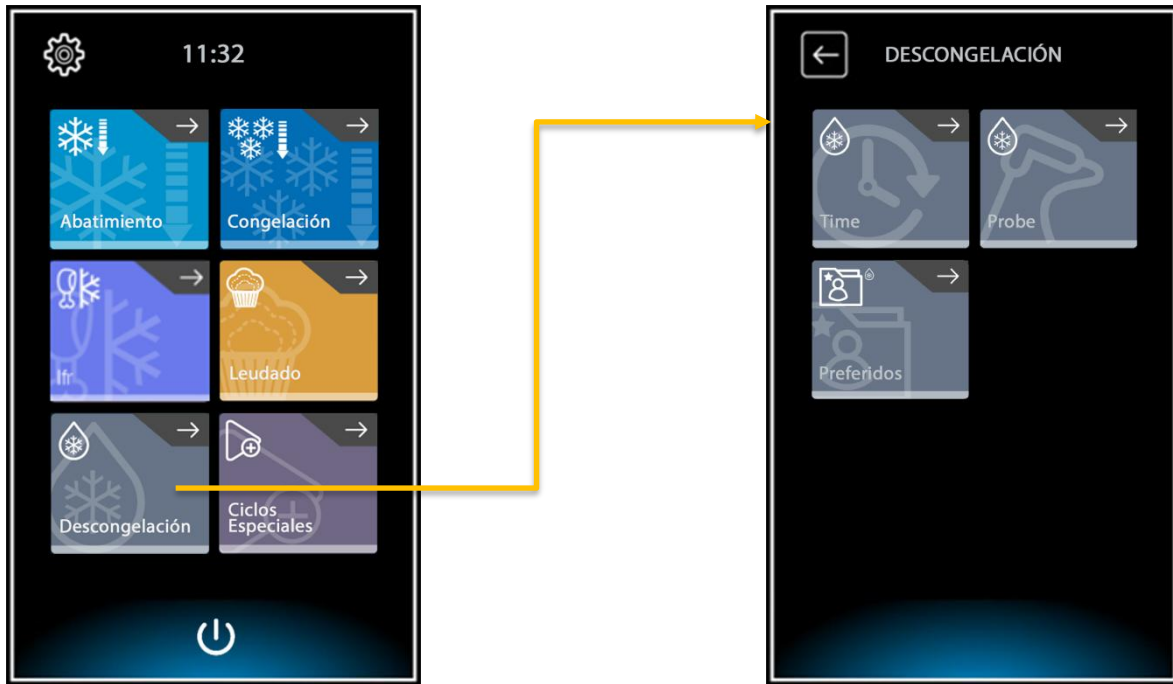 11:32
Abatimiento
Congelación
Ifr
Leudado
Descongelación
Ciclos
Especiales
DESCONGELACIÓN
Time
Probe
Preferidos